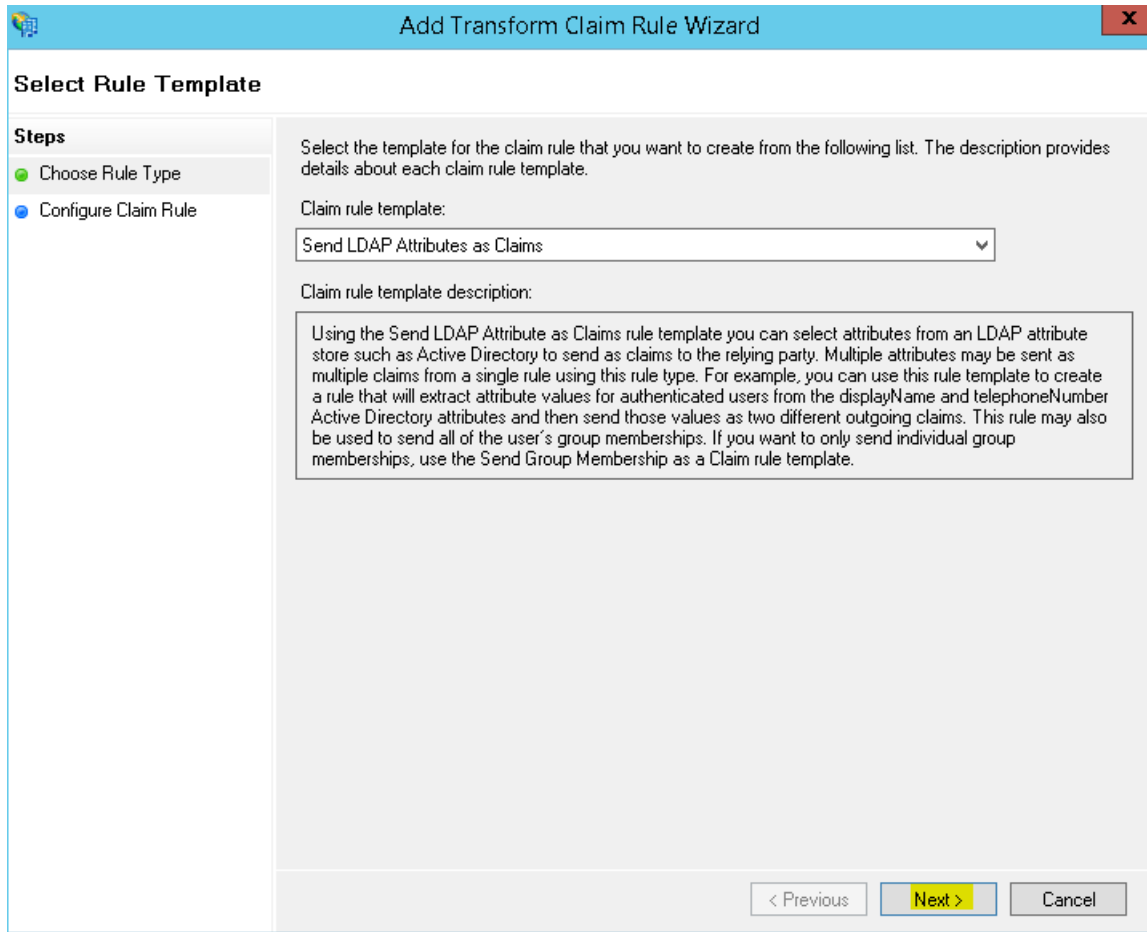 Add Transform Claim Rule Wizard
x
Select Rule Template
Steps
Choose Rule Type
Configure Claim Rule
Select the template for the claim rule that you want to create from the following list. The description provides
details about each claim rule template.
Claim rule template:
Send LDAP Attributes as Claims
Claim rule template description:
Using the Send LDAP Attribute as Claims rule template you can select attributes from an LDAP attribute
store such as Active Directory to send as claims to the relying party. Multiple attributes may be sent as
multiple claims from a single rule using this rule type. For example, you can use this rule template to create
a rule that will extract attribute values for authenticated users from the displayName and telephoneNumber
Active Directory attributes and then send those values as two different outgoing claims. This rule may also
be used to send all of the user's group memberships. If you want to only send individual group
memberships, use the Send Group Membership as a Claim rule template.
< Previous
Next >
Cancel